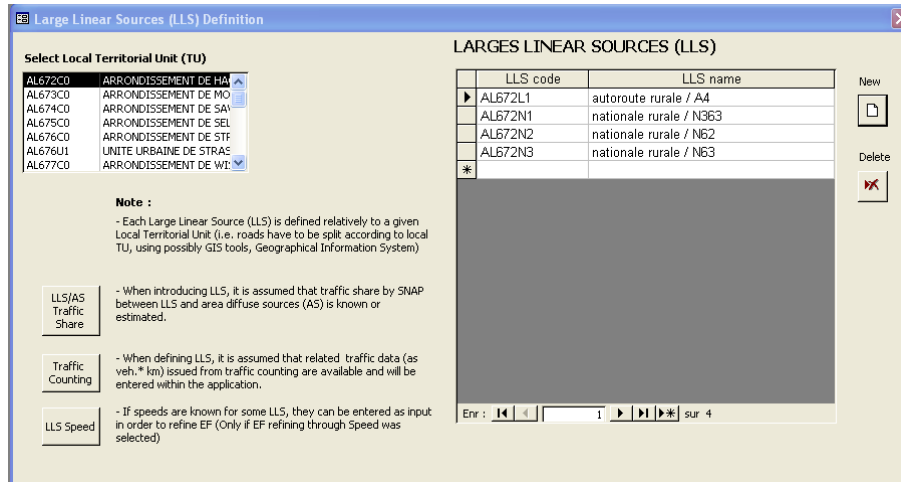 Large Linear Sources (LLS) Definition
Select Local Territorial Unit (TU)
AL672C0 ARRONDISSEMENT DE HA
AL673C0 ARRONDISSEMENT DE MO
AL674C0 ARRONDISSEMENT DE SA
AL675C0 ARRONDISSEMENT DE SEL
AL676C0 ARRONDISSEMENT DE STR
AL676U1 UNITE URBAINE DE STRAS
AL677C0 ARRONDISSEMENT DE WI
Note :
- Each Large Linear Source (LLS) is defined relatively to a given
Local Territorial Unit (i.e. roads have to be split according to local
TU, using possibly GIS tools, Geographical Information System)
LLS/AS
Traffic
Share
- When introducing LLS, it is assumed that traffic share by SNAP
between LLS and area diffuse sources (AS) is known or
estimated.
Traffic
Counting
- When defining LLS, it is assumed that related traffic data (as
veh.* km) issued from traffic counting are available and will be
entered within the application.
LLS Speed
- If speeds are known for some LLS, they can be entered as input
in order to refine EF (Only if EF refining through Speed was
selected)
LARGES LINEAR SOURCES (LLS)
LLS code LLS name
AL672L1 autoroute rurale / A4
AL672N1 nationale rurale / N363
AL672N2 nationale rurale / N62
AL672N3 nationale rurale / N63
Enr : 1 sur 4
New
Delete